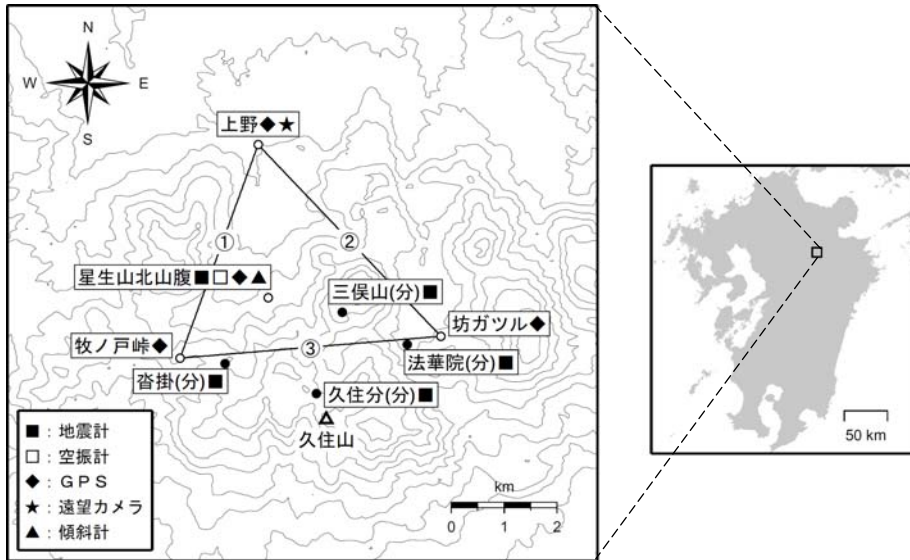 N
W
E
S
上野◆★
①
②
星生山北山腹■□◆▲
三俣山(分)■
坊ガツル◆
牧ノ戸峠◆
③
法華院(分)■
沓掛(分)■
久住分(分)■
久住山
■：地震計
□：空振計
◆：ＧＰＳ
★：遠望カメラ
▲：傾斜計
km
0 1 2
50 km